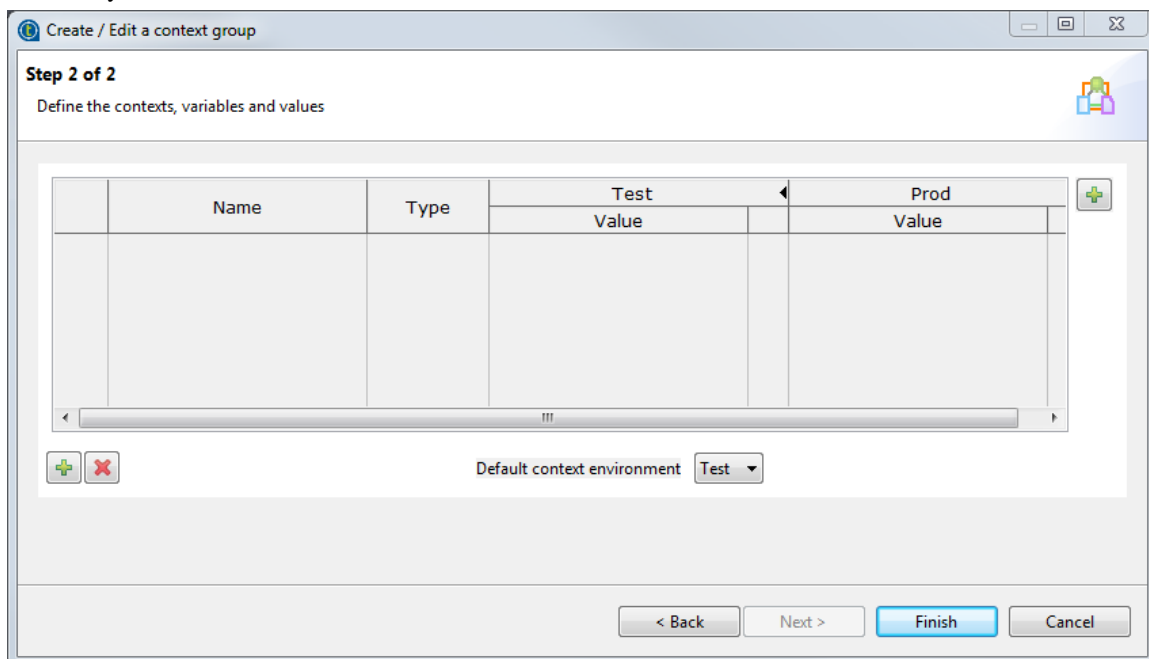 Create / Edit a context group
Step 2 of 2
Define the contexts, variables and values
Name Type Test Prod
Value Value
Default context environment Test
< Back Next > Finish Cancel